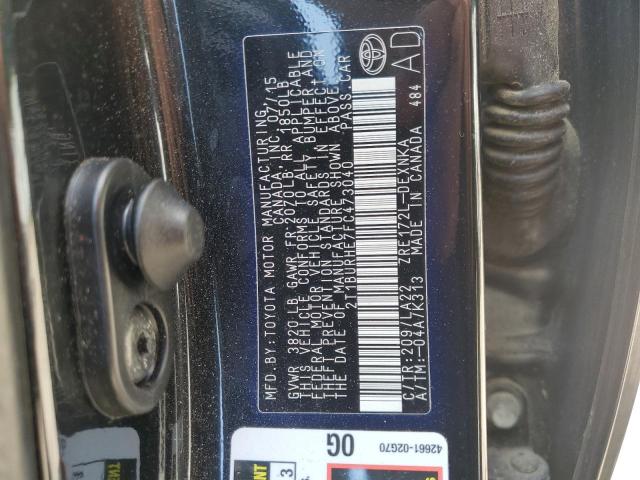 MFD.BY:TOYOTA MOTOR MANUFACTURING
CANADA INC. 07/15
GVWR 3820LB GAWR FR 2070LB RR 1850LB
THIS VEHICLE CONFORMS TO ALL APPLICABLE
FEDERAL MOTOR VEHICLE SAFETY, BUMPER, AND
THEFT PREVENTION STANDARDS IN EFFECT ON
THE DATE OF MANUFACTURE SHOWN ABOVE.
2T1BURHE7FC473040 PASS. CAR
C/TR:209/LA22 ZRE172L-DEXNKA
A/TM:-04A/K313 MADE IN CANADA 484
AD
42661-02G70
0G
3